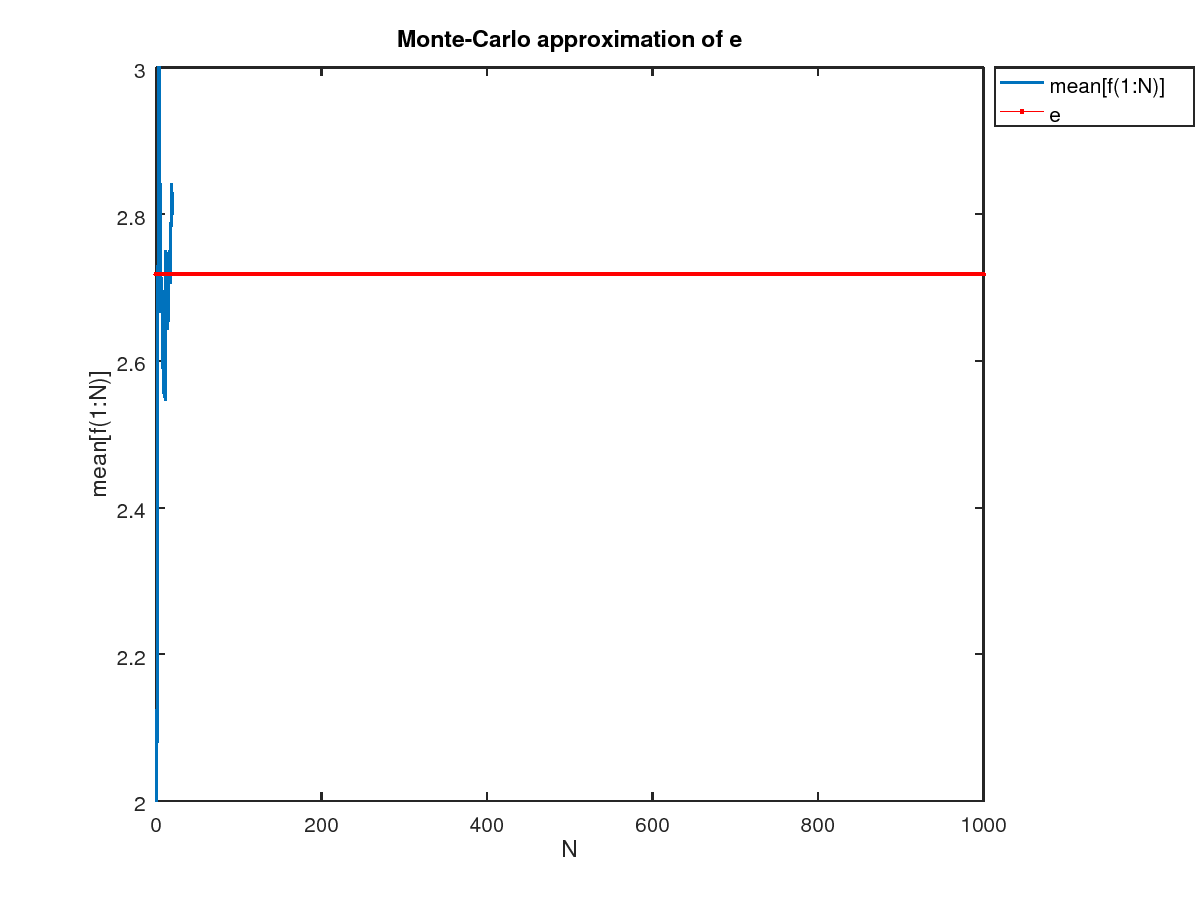 Monte-Carlo approximation of e
mean[f(1:N)]
e
3
2.8
2.6
2.4
2.2
2
mean[f(1:N)]
0
200
400
600
800
1000
N